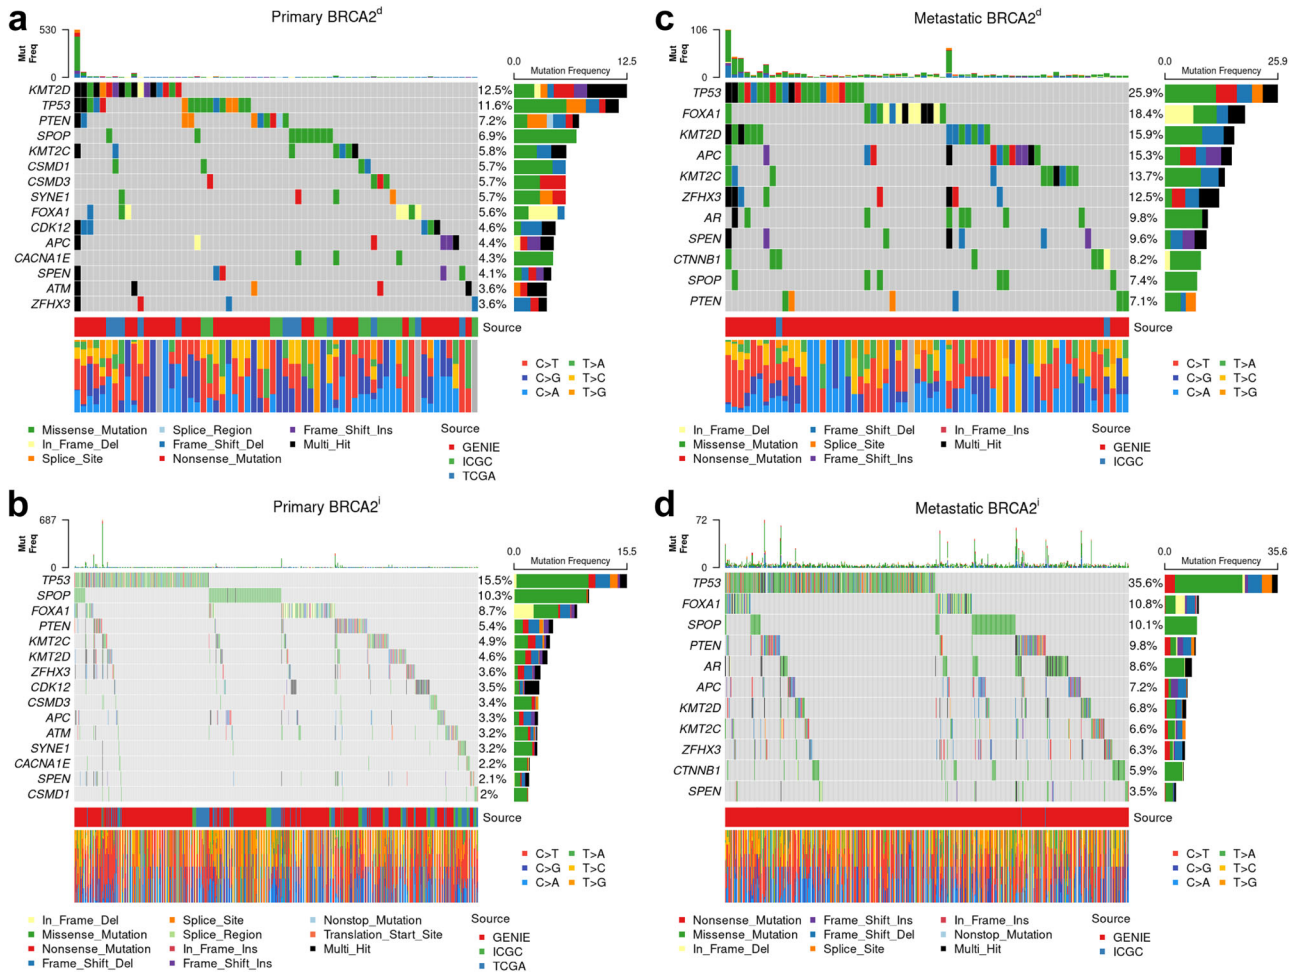 a
Primary BRCA2d
530
0
Mut
Freq
0.0 12.5
Mutation Frequency
KMT2D 12.5%
TP53 11.6%
PTEN 7.2%
SPOP 6.9%
KMT2C 5.8%
CSMD1 5.7%
CSMD3 5.7%
SYNE1 5.7%
FOXA1 5.6%
CDK12 4.6%
APC 4.4%
CACNA1E 4.3%
SPEN 4.1%
ATM 3.6%
ZFHX3 3.6%
Source
C>T T>A
C>G T>C
C>A T>G
Missense_Mutation Splice_Region Frame_Shift_Ins Source
In_Frame_Del Frame_Shift_Del Multi_Hit GENIE
Splice_Site Nonsense_Mutation ICGC
TCGA
c
Metastatic BRCA2d
106
0
Mut
Freq
0.0 25.9
Mutation Frequency
TP53 25.9%
FOXA1 18.4%
KMT2D 15.9%
APC 15.3%
KMT2C 13.7%
ZFHX3 12.5%
AR 9.8%
SPEN 9.6%
CTNNB1 8.2%
SPOP 7.4%
PTEN 7.1%
Source
C>T T>A
C>G T>C
C>A T>G
In_Frame_Del Frame_Shift_Del In_Frame_Ins Source
Missense_Mutation Splice_Site Multi_Hit GENIE
Nonsense_Mutation Frame_Shift_Ins ICGC
b
Primary BRCA2i
687
0
Mut
Freq
0.0 15.5
Mutation Frequency
TP53 15.5%
SPOP 10.3%
FOXA1 8.7%
PTEN 5.4%
KMT2C 4.9%
KMT2D 4.6%
ZFHX3 3.6%
CDK12 3.5%
CSMD3 3.4%
APC 3.3%
ATM 3.2%
SYNE1 3.2%
CACNA1E 2.2%
SPEN 2.1%
CSMD1 2%
Source
C>T T>A
C>G T>C
C>A T>G
In_Frame_Del Splice_Site Nonstop_Mutation Source
Missense_Mutation Splice_Region Translation_Start_Site GENIE
Nonsense_Mutation In_Frame_Ins Multi_Hit ICGC
Frame_Shift_Del Frame_Shift_Ins TCGA
d
Metastatic BRCA2i
72
0
Mut
Freq
0.0 35.6
Mutation Frequency
TP53 35.6%
FOXA1 10.8%
SPOP 10.1%
PTEN 9.8%
AR 8.6%
APC 7.2%
KMT2D 6.8%
KMT2C 6.6%
ZFHX3 6.3%
CTNNB1 5.9%
SPEN 3.5%
Source
C>T T>A
C>G T>C
C>A T>G
Nonsense_Mutation Frame_Shift_Ins In_Frame_Ins Source
Missense_Mutation Frame_Shift_Del Nonstop_Mutation GENIE
In_Frame_Del Splice_Site Multi_Hit ICGC